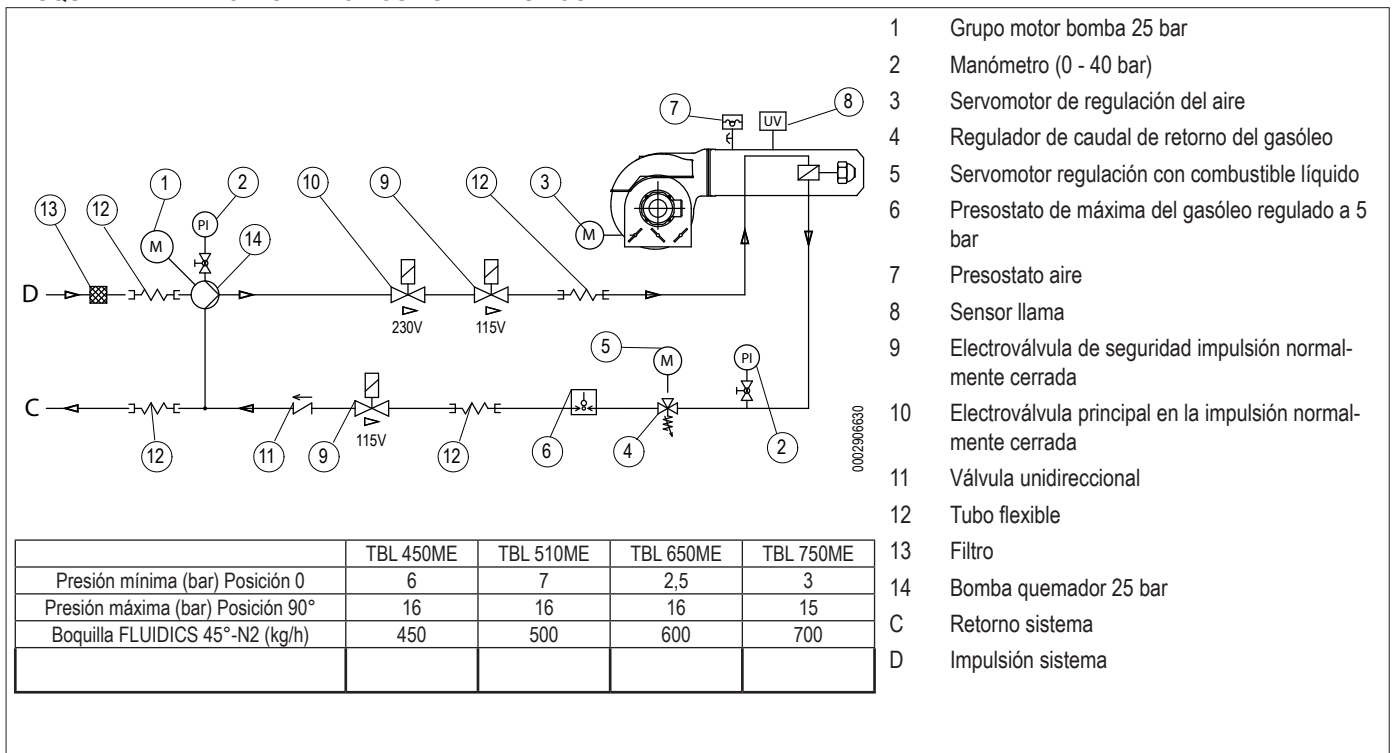 7
8
UV
1
2
10
9
12
3
13
12
M
PI
14
M
D
230V
115V
5
M
PI
C
115V
12
11
9
12
6
4
2
0002906630
TBL 450ME TBL 510ME TBL 650ME TBL 750ME
Presión mínima (bar) Posición 0 6 7 2,5 3
Presión máxima (bar) Posición 90° 16 16 16 15
Boquilla FLUIDICS 45°-N2 (kg/h) 450 500 600 700
1 Grupo motor bomba 25 bar
2 Manómetro (0 - 40 bar)
3 Servomotor de regulación del aire
4 Regulador de caudal de retorno del gasóleo
5 Servomotor regulación con combustible líquido
6 Presostato de máxima del gasóleo regulado a 5
bar
7 Presostato aire
8 Sensor llama
9 Electroválvula de seguridad impulsión normal-
mente cerrada
10 Electroválvula principal en la impulsión normal-
mente cerrada
11 Válvula unidireccional
12 Tubo flexible
13 Filtro
14 Bomba quemador 25 bar
C Retorno sistema
D Impulsión sistema